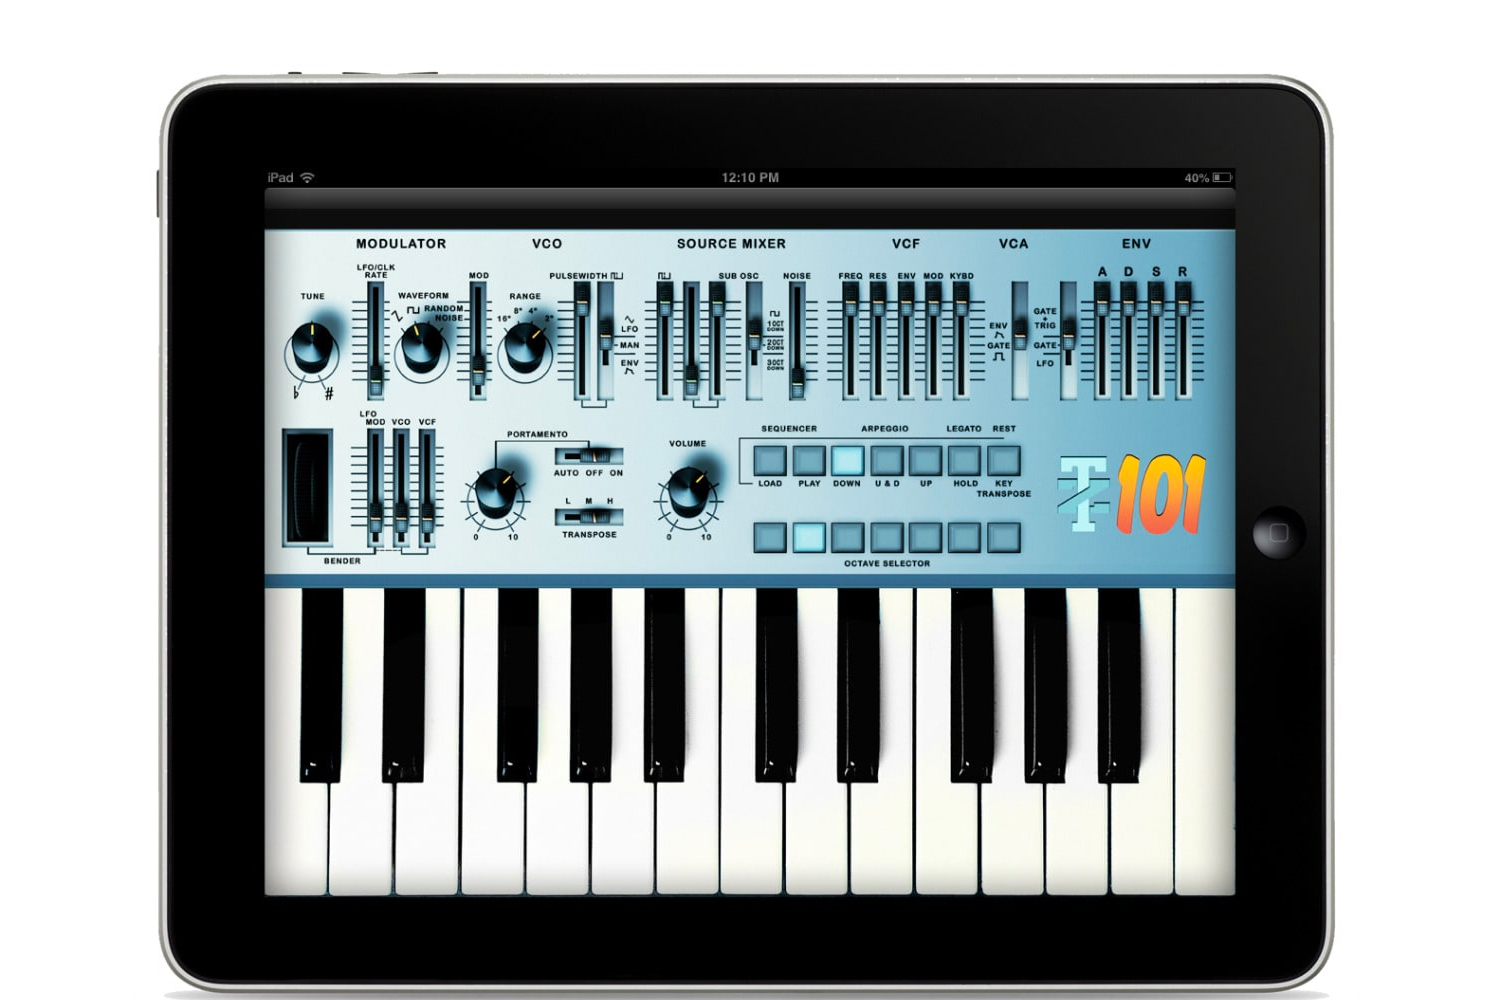 iPad 12:10 PM 40%
MODULATOR VCO SOURCE MIXER VCF VCA ENV
LFO/CLK
RATE
MOD
PULSEWIDTH
SUB OSC
NOISE
FREQ RES ENV MOD KYBD
A D S R
TUNE
WAVEFORM
RANDOM
NOISE
RANGE
16' 8' 4' 2'
LFO
MAN
ENV
1OCT
DOWN
2OCT
DOWN
3OCT
DOWN
ENV
GATE
GATE
+
TRIG
GATE
LFO
♭ #
LFO
MOD VCO VCF
PORTAMENTO
AUTO OFF ON
L M H
TRANSPOSE
0 10
VOLUME
0 10
BENDER
SEQUENCER ARPEGGIO LEGATO REST
LOAD PLAY DOWN U & D UP HOLD KEY
TRANSPOSE
OCTAVE SELECTOR
101